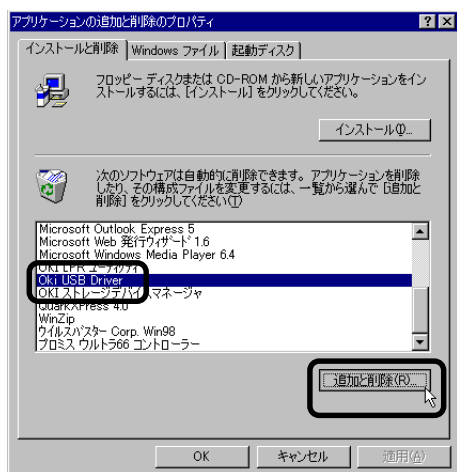 アプリケーションの追加と削除のプロパティ
インストールと削除
Windows ファイル
起動ディスク
フロッピー ディスクまたは CD-ROM から新しいアプリケーションをイン
ストールするには、[インストール] をクリックしてください。
インストール(I)...
次のソフトウェアは自動的に削除できます。アプリケーションを削除
したり、その構成ファイルを変更するには、一覧から選んで [追加と
削除] をクリックしてください(T)
Microsoft Outlook Express 5
Microsoft Web 発行ウィザード 1.6
Microsoft Windows Media Player 6.4
OKI LPR ユーティリティ
Oki USB Driver
OKI ストレージデバイスマネージャ
QuarkXPress 4.0
WinZip
ウイルスバスター Corp. Win98
プロミス ウルトラ66 コントローラー
追加と削除(R)...
OK
キャンセル
適用(A)